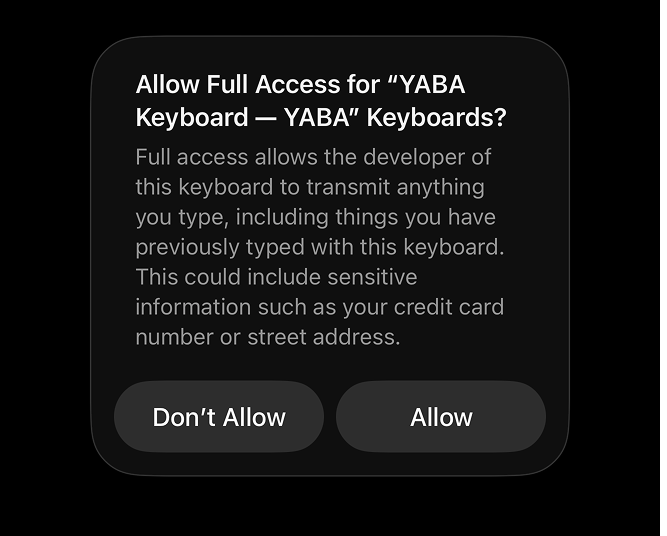 Allow Full Access for “YABA
Keyboard — YABA” Keyboards?
Full access allows the developer of
this keyboard to transmit anything
you type, including things you have
previously typed with this keyboard.
This could include sensitive
information such as your credit card
number or street address.
Don’t Allow
Allow